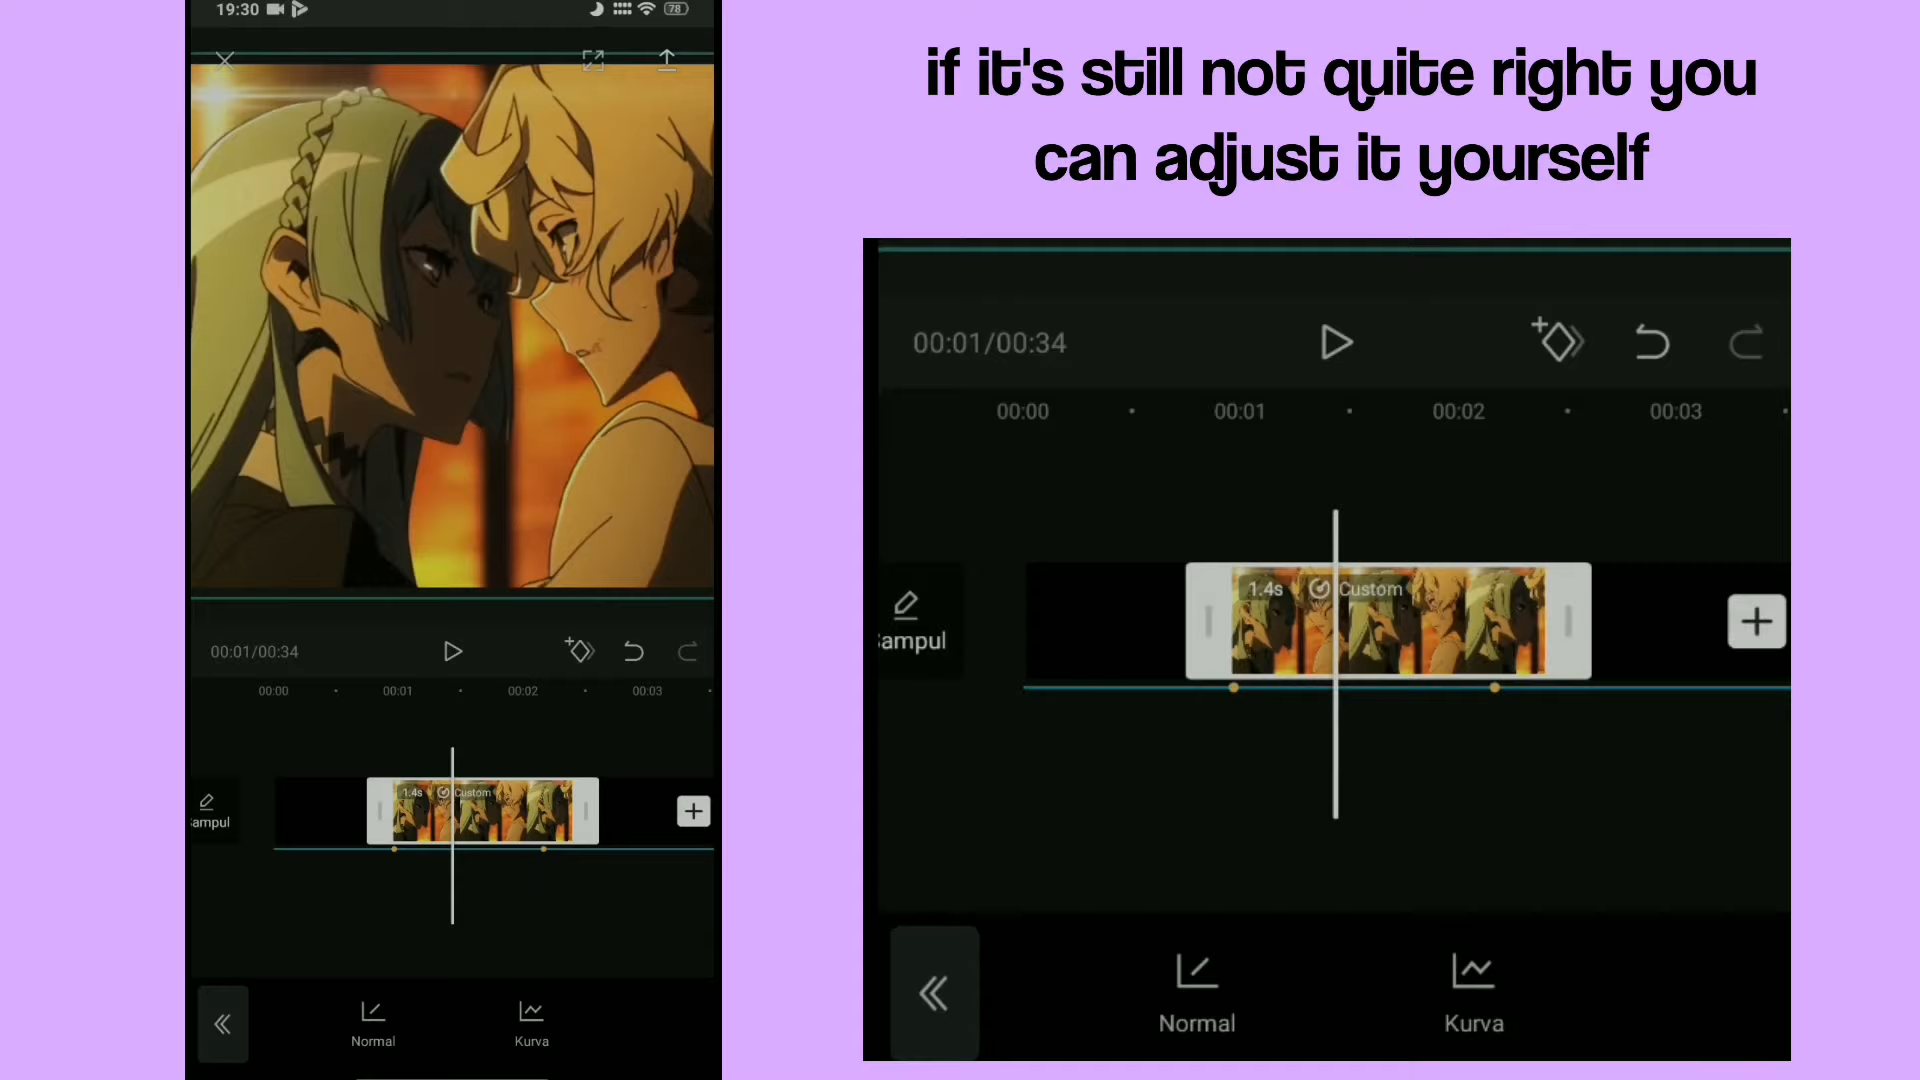 19:30
78
if it's still not quite right you
can adjust it yourself
00:01/00:34
00:00 00:01 00:02 00:03
1.4s Custom
ampul
Normal Kurva
00:01/00:34
00:00 00:01 00:02 00:03
1.4s Custom
ampul
Normal Kurva